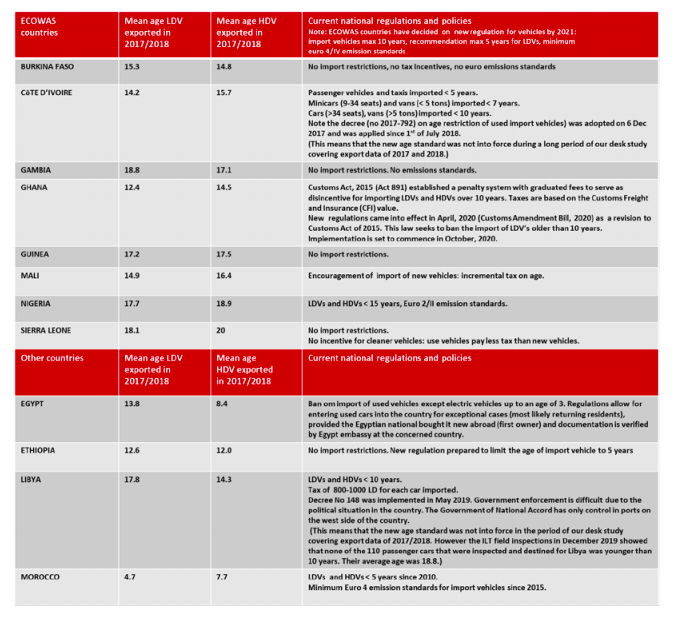 ECOWAS countries
Mean age LDV exported in 2017/2018
Mean age HDV exported in 2017/2018
Current national regulations and policies
Note: ECOWAS countries have decided on new regulation for vehicles by 2021:
import vehicles max 10 years, recommendation max 5 years for LDVs, minimum
euro 4/IV emission standards
BURKINA FASO 15.3 14.8 No import restrictions, no tax incentives, no euro emissions standards
CôTE D'IVOIRE 14.2 15.7 Passenger vehicles and taxis imported < 5 years.
Minicars (9-34 seats) and vans (< 5 tons) imported < 7 years.
Cars (>34 seats), vans (>5 tons) imported < 10 years.
Note the decree (no 2017-792) on age restriction of used import vehicles) was adopted on 6 Dec
2017 and was applied since 1st of July 2018.
(This means that the new age standard was not into force during a long period of our desk study
covering export data of 2017 and 2018.)
GAMBIA 18.8 17.1 No import restrictions. No emissions standards.
GHANA 12.4 14.5 Customs Act, 2015 (Act 891) established a penalty system with graduated fees to serve as
disincentive for importing LDVs and HDVs over 10 years. Taxes are based on the Customs Freight
and Insurance (CFI) value.
New regulations came into effect in April, 2020 (Customs Amendment Bill, 2020) as a revision to
Customs Act of 2015. This law seeks to ban the import of LDV's older than 10 years.
Implementation is set to commence in October, 2020.
GUINEA 17.2 17.5 No import restrictions.
MALI 14.9 16.4 Encouragement of import of new vehicles: incremental tax on age.
NIGERIA 17.7 18.9 LDVs and HDVs < 15 years, Euro 2/II emission standards.
SIERRA LEONE 18.1 20 No import restrictions.
No incentive for cleaner vehicles: use vehicles pay less tax than new vehicles.
Other countries
Mean age LDV exported in 2017/2018
Mean age HDV exported in 2017/2018
Current national regulations and policies
EGYPT 13.8 8.4 Ban om import of used vehicles except electric vehicles up to an age of 3. Regulations allow for
entering used cars into the country for exceptional cases (most likely returning residents),
provided the Egyptian national bought it new abroad (first owner) and documentation is verified
by Egypt embassy at the concerned country.
ETHIOPIA 12.6 12.0 No import restrictions. New regulation prepared to limit the age of import vehicle to 5 years
LIBYA 17.8 14.3 LDVs and HDVs < 10 years.
Tax of 800-1000 LD for each car imported.
Decree No 148 was implemented in May 2019. Government enforcement is difficult due to the
political situation in the country. The Government of National Accord has only control in ports on
the west side of the country.
(This means that the new age standard was not into force in the period of our desk study
covering export data of 2017/2018. However the ILT field inspections in December 2019 showed
that none of the 110 passenger cars that were inspected and destined for Libya was younger than
10 years. Their average age was 18.8.)
MOROCCO 4.7 7.7 LDVs and HDVs < 5 years since 2010.
Minimum Euro 4 emission standards for import vehicles since 2015.